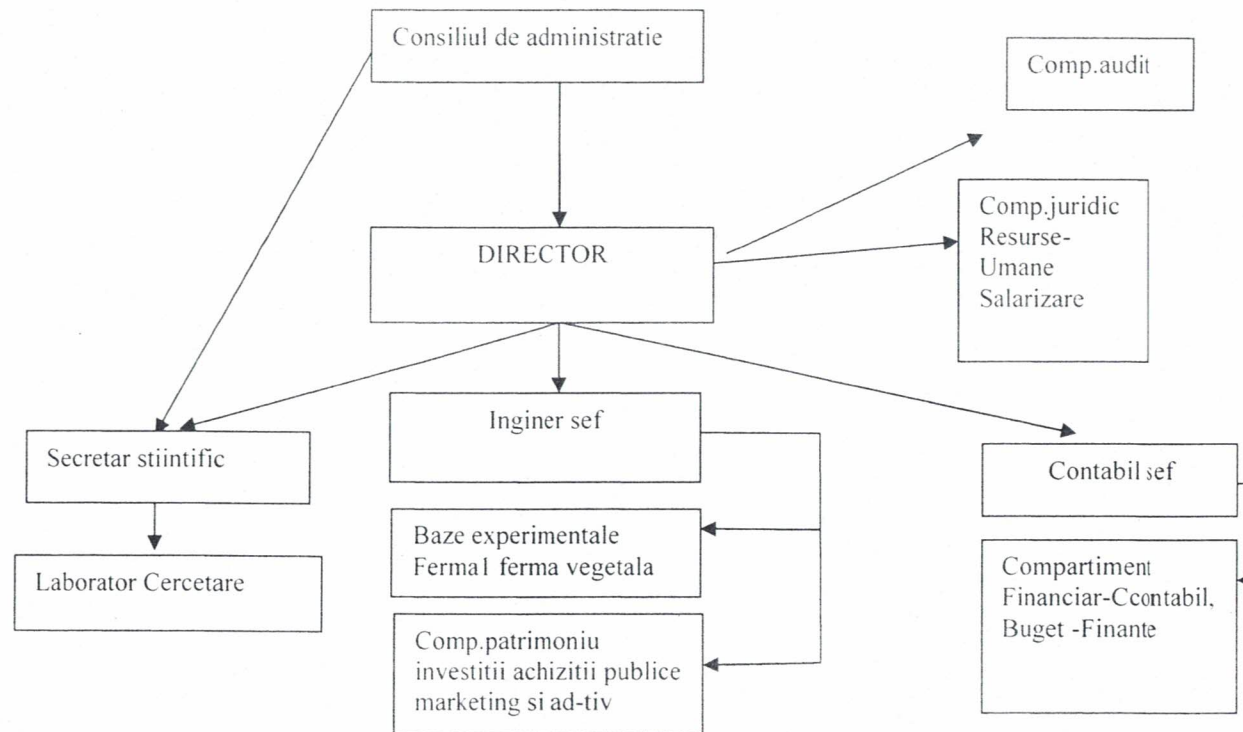 Consiliul de administratie
Comp.audit
Comp.juridic
Resurse-
Umane
Salarizare
DIRECTOR
Inginer sef
Secretar stiintific
Contabil sef
Baze experimentale
Ferma1 ferma vegetala
Laborator Cercetare
Compartiment
Financiar-Ccontabil,
Buget -Finante
Comp.patrimoniu
investitii achizitii publice
marketing si ad-tiv